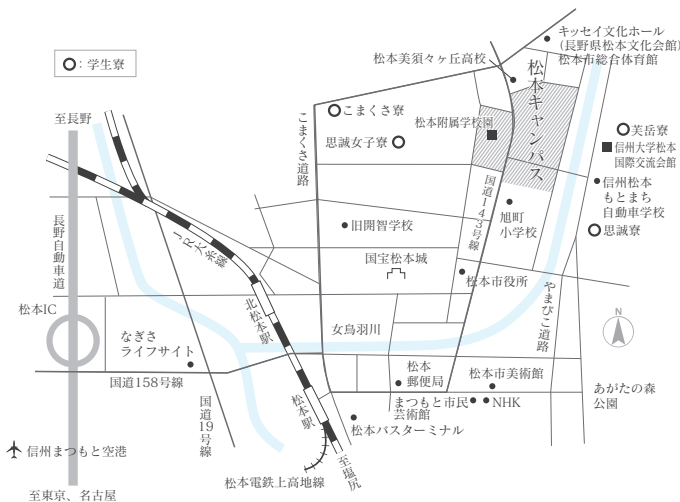 キッセイ文化ホール
(長野県松本文化会館)
松本市総合体育館
松本美須々ヶ丘高校
：学生寮
松本キャンパス
至長野
こまくさ寮
松本附属学校園
美岳寮
思誠女子寮
信州大学松本
国際交流会館
こまくさ道路
信州松本
もとまち
自動車学校
国道143号線
旭町
小学校
思誠寮
旧開智学校
長野自動車道
JR大糸線
国宝松本城
松本市役所
やまびこ道路
N
松本IC
北松本駅
女鳥羽川
なぎさ
ライフサイト
松本
郵便局
松本市美術館
あがたの森
公園
国道158号線
国道19号線
松本駅
まつもと市民
芸術館
NHK
松本バスターミナル
信州まつもと空港
至塩尻
松本電鉄上高地線
至東京、名古屋